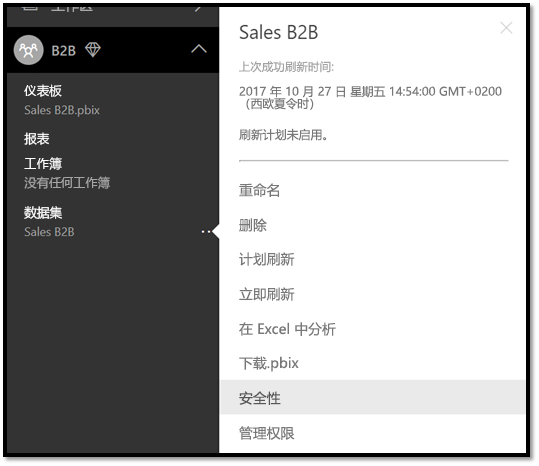 工作区
B2B
仪表板
Sales B2B.pbix
报表
工作簿
没有任何工作簿
数据集
Sales B2B
Sales B2B
上次成功刷新时间:
2017 年 10 月 27 日 星期五 14:54:00 GMT+0200
（西欧夏令时）
刷新计划未启用。
重命名
删除
计划刷新
立即刷新
在 Excel 中分析
下载.pbix
安全性
管理权限